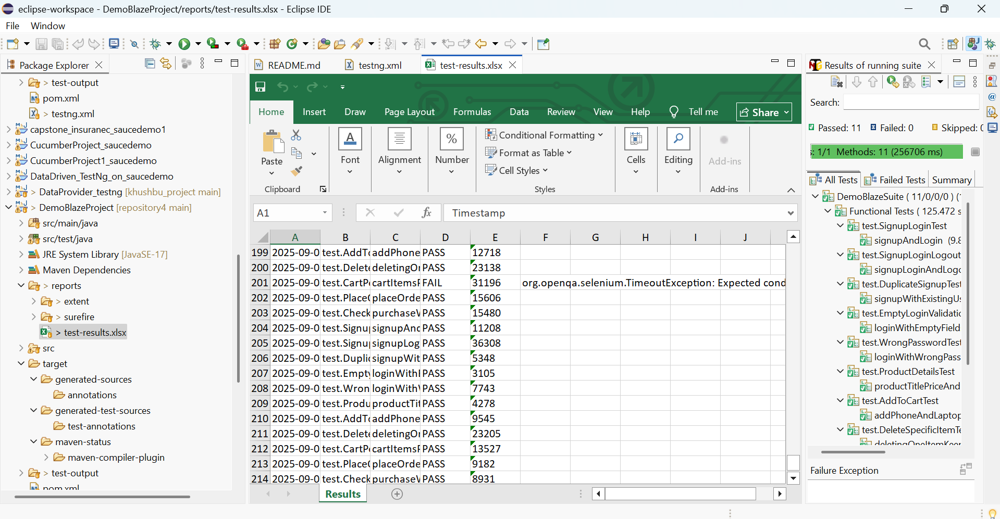 eclipse-workspace - DemoBlazeProject/reports/test-results.xlsx - Eclipse IDE
File Window
Package Explorer
> test-output
pom.xml
> testng.xml
capstone_insuranec_saucedemo1
CucumberProject_saucedemo
CucumberProject1_saucedemo
DataDriven_TestNg_on_saucedemo
> DataProvider_testng [khushbu_project main]
> DemoBlazeProject [repository4 main]
src/main/java
src/test/java
JRE System Library [JavaSE-17]
Maven Dependencies
> reports
> extent
> surefire
> test-results.xlsx
src
target
generated-sources
annotations
generated-test-sources
test-annotations
maven-status
maven-compiler-plugin
> test-output
pom.xml
README.md testng.xml test-results.xlsx
Home Insert Draw Page Layout Formulas Data Review View Help Tell me Share
Paste
Clipboard
Font
Alignment
Number
Conditional Formatting
Format as Table
Cell Styles
Styles
Cells
Editing
Add-ins
Add-ins
A1 fx Timestamp
A B C D E F G H I J
199 2025-09-0 test.AddT addPhone PASS 12718
200 2025-09-0 test.Delet deletingO PASS 23138
201 2025-09-0 test.CartP cartItems FAIL 31196 org.openqa.selenium.TimeoutException: Expected cond
202 2025-09-0 test.Place placeOrde PASS 15606
203 2025-09-0 test.Check purchase PASS 15480
204 2025-09-0 test.Signu signupAnd PASS 11208
205 2025-09-0 test.Signu signupLog PASS 36308
206 2025-09-0 test.Dupli signupWit PASS 5348
207 2025-09-0 test.Empt loginWith PASS 3105
208 2025-09-0 test.Wron loginWith PASS 7743
209 2025-09-0 test.Produ productTit PASS 4278
210 2025-09-0 test.AddT addPhone PASS 9545
211 2025-09-0 test.Delet deletingO PASS 23205
212 2025-09-0 test.CartP cartItems PASS 13527
213 2025-09-0 test.Place placeOrde PASS 9182
214 2025-09-0 test.Check purchase PASS 8931
Results
Results of running suite
Search:
Passed: 11 Failed: 0 Skipped: 0
s: 1/1 Methods: 11 (256706 ms)
All Tests Failed Tests Summary
DemoBlazeSuite ( 11/0/0/0 ) (
Functional Tests ( 125.472 s
test.SignupLoginTest
signupAndLogin (9.8
test.SignupLoginLogout
signupLoginAndLogo
test.DuplicateSignupTest
signupWithExistingUs
test.EmptyLoginValidatio
loginWithEmptyField
test.WrongPasswordTest
loginWithWrongPass
test.ProductDetailsTest
productTitlePriceAnd
test.AddToCartTest
addPhoneAndLaptop
test.DeleteSpecificItemTe
deletingOneItemKeep
Failure Exception